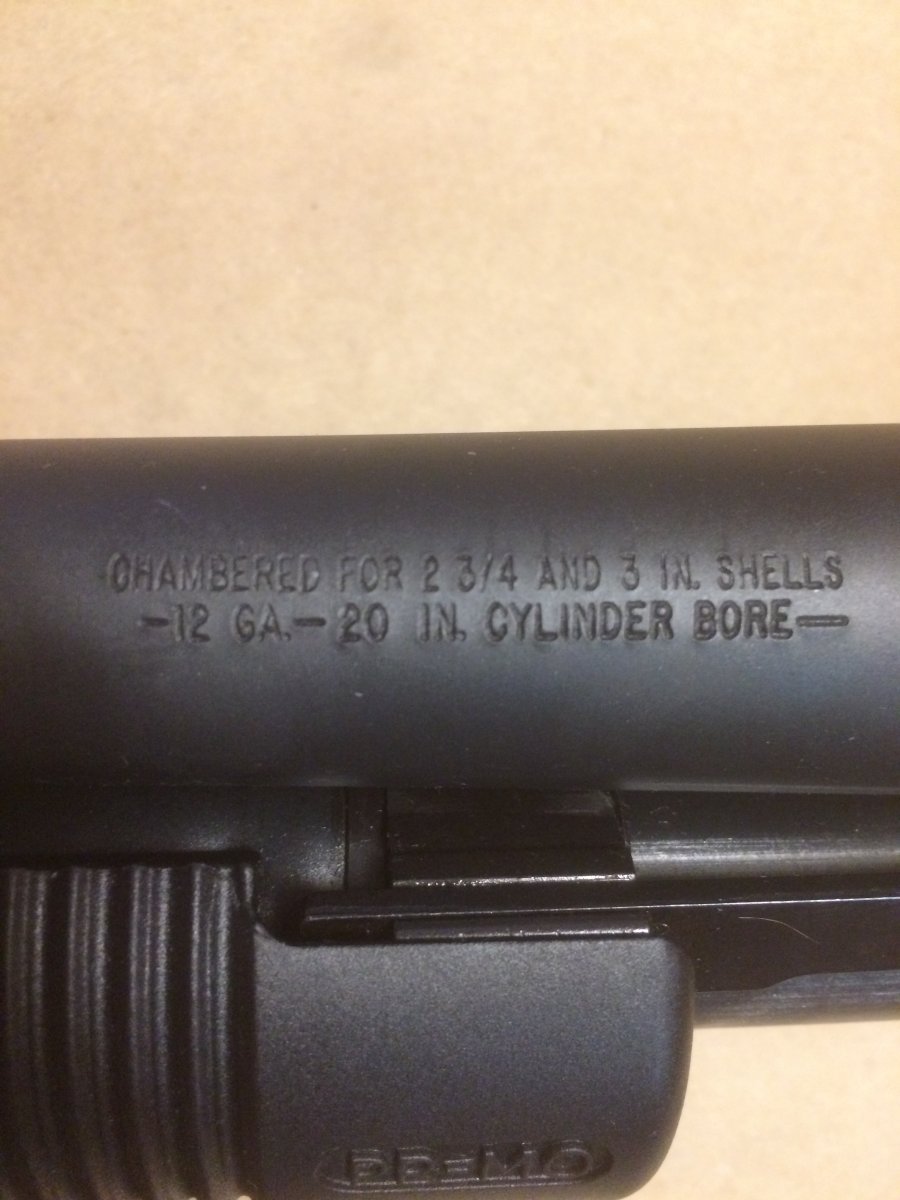 CHAMBERED FOR 2 3/4 AND 3 IN. SHELLS
-12 GA.- 20 IN. CYLINDER BORE—